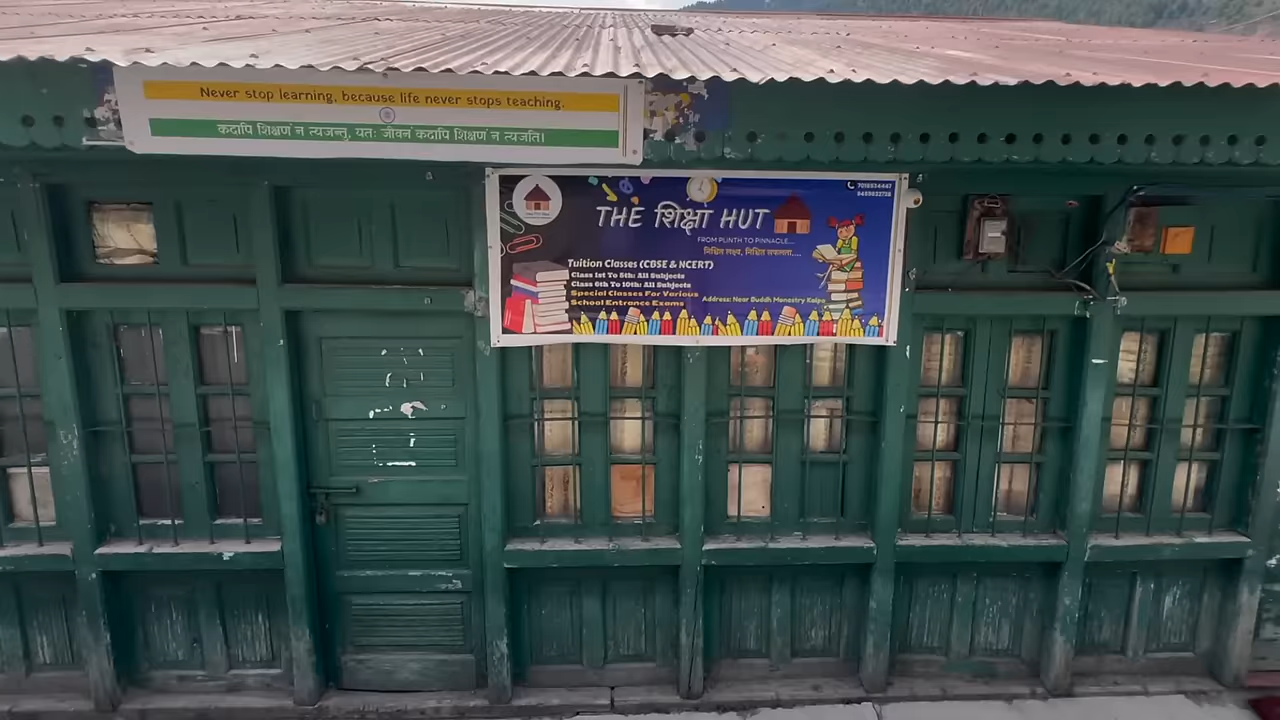 Never stop learning, because life never stops teaching.
कदापि शिक्षणं न त्यजन्तु, यतः जीवनं कदापि शिक्षणं न त्यजति।
THE शिक्षा HUT
FROM PLINTH TO PINNACLE....
निश्चित लक्ष्य, निश्चित सफलता....
Tuition Classes (CBSE & NCERT)
Class 1st To 5th: All Subjects
Class 6th To 10th: All Subjects
Special Classes For Various
School Entrance Exams
Address: Near Buddh Monestry Kalpa